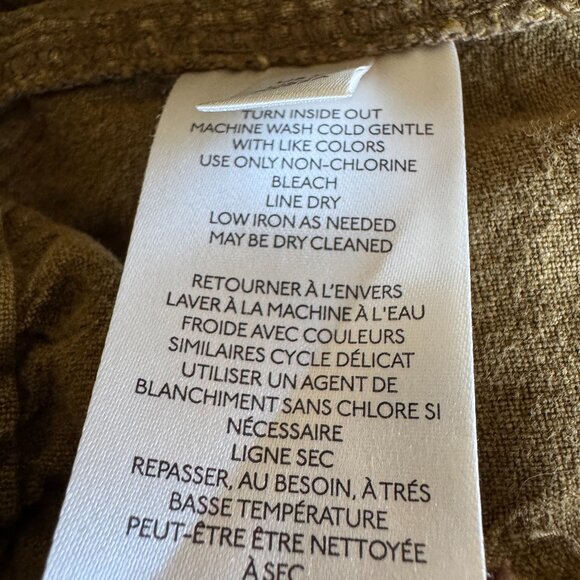 TURN INSIDE OUT
MACHINE WASH COLD GENTLE
WITH LIKE COLORS
USE ONLY NON-CHLORINE
BLEACH
LINE DRY
LOW IRON AS NEEDED
MAY BE DRY CLEANED
RETOURNER À L'ENVERS
LAVER À LA MACHINE À L'EAU
FROIDE AVEC COULEURS
SIMILAIRES CYCLE DÉLICAT
UTILISER UN AGENT DE
BLANCHIMENT SANS CHLORE SI
NÉCESSAIRE
LIGNE SEC
REPASSER, AU BESOIN, À TRÉS
BASSE TEMPÉRATURE
PEUT-ÊTRE ÊTRE NETTOYÉE
À SEC